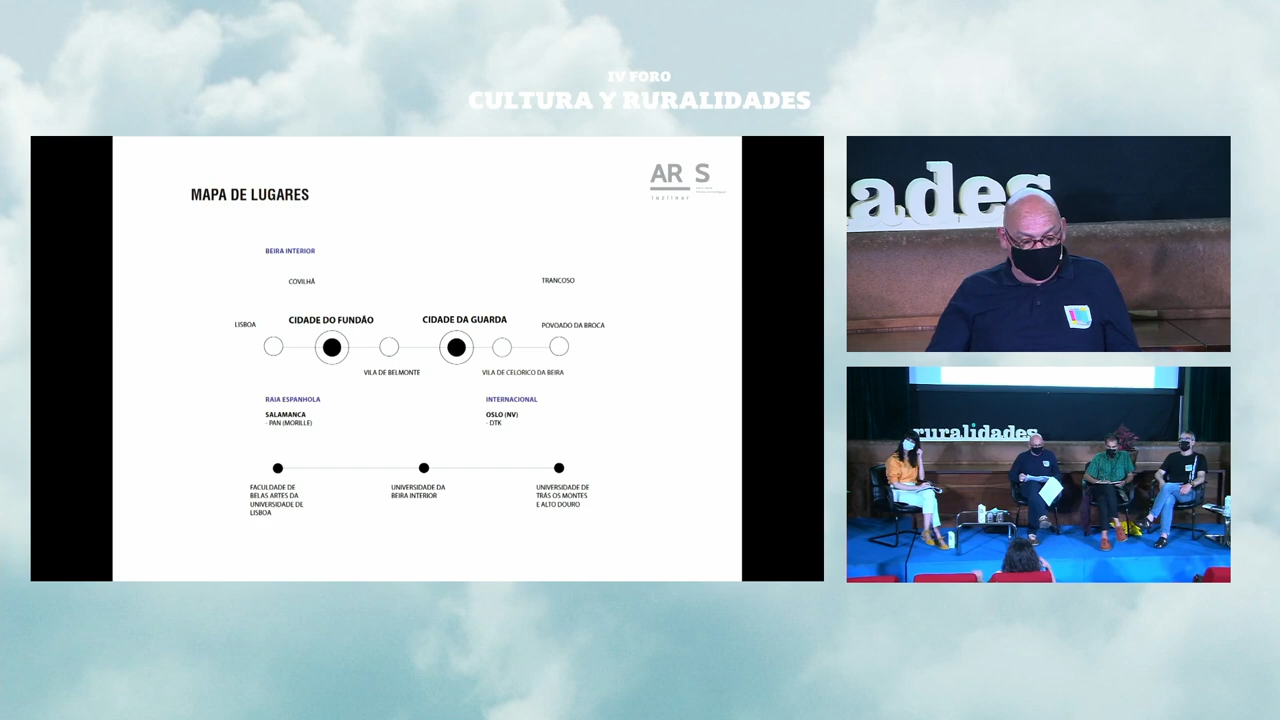 IV FORO
CULTURA Y RURALIDADES
MAPA DE LUGARES
AR S
luzlinar
BEIRA INTERIOR
COVILHÃ
TRANCOSO
LISBOA
CIDADE DO FUNDÃO
CIDADE DA GUARDA
POVOADO DA BROCA
VILA DE BELMONTE
VILA DE CELORICO DA BEIRA
RAIA ESPANHOLA
SALAMANCA
- PAN (MORILLE)
INTERNACIONAL
OSLO (NV)
- DTK
FACULDADE DE
BELAS ARTES DA
UNIVERSIDADE DE
LISBOA
UNIVERSIDADE DA
BEIRA INTERIOR
UNIVERSIDADE DE
TRÁS OS MONTES
E ALTO DOURO
ades
ruralidades